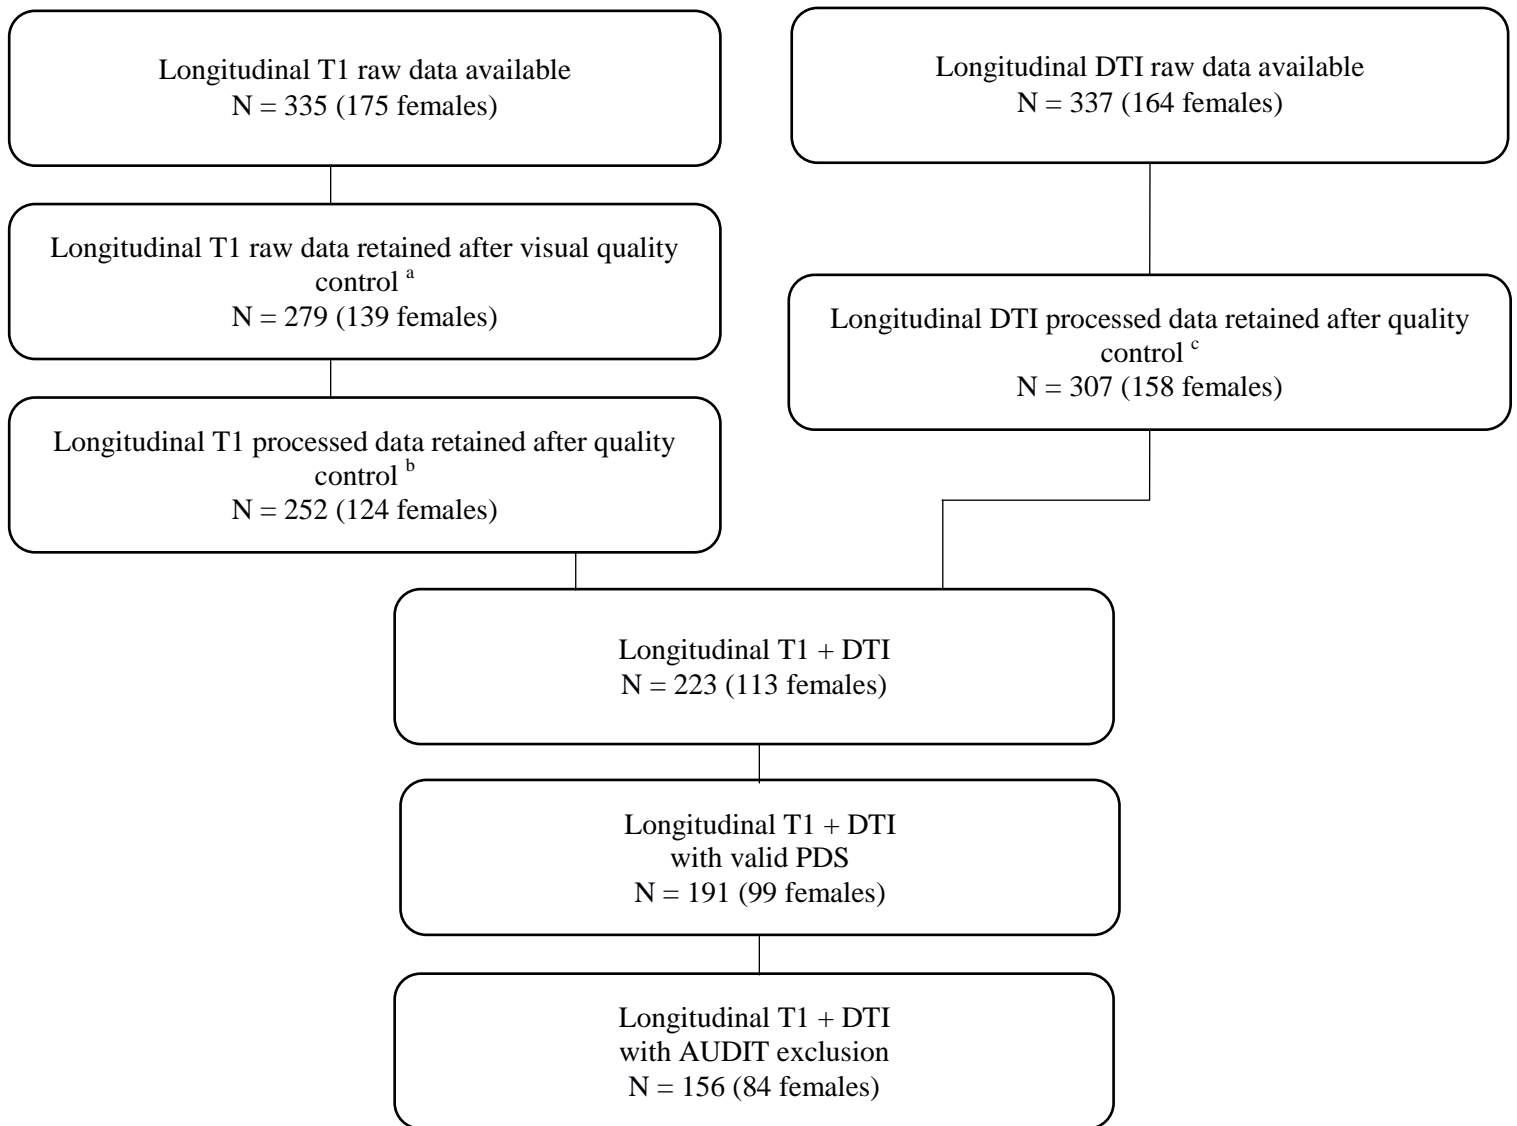 Longitudinal T1 raw data available
N = 335 (175 females)
Longitudinal DTI raw data available
N = 337 (164 females)
Longitudinal T1 raw data retained after visual quality
control a
N = 279 (139 females)
Longitudinal DTI processed data retained after quality
control c
N = 307 (158 females)
Longitudinal T1 processed data retained after quality
control b
N = 252 (124 females)
Longitudinal T1 + DTI
N = 223 (113 females)
Longitudinal T1 + DTI
with valid PDS
N = 191 (99 females)
Longitudinal T1 + DTI
with AUDIT exclusion
N = 156 (84 females)